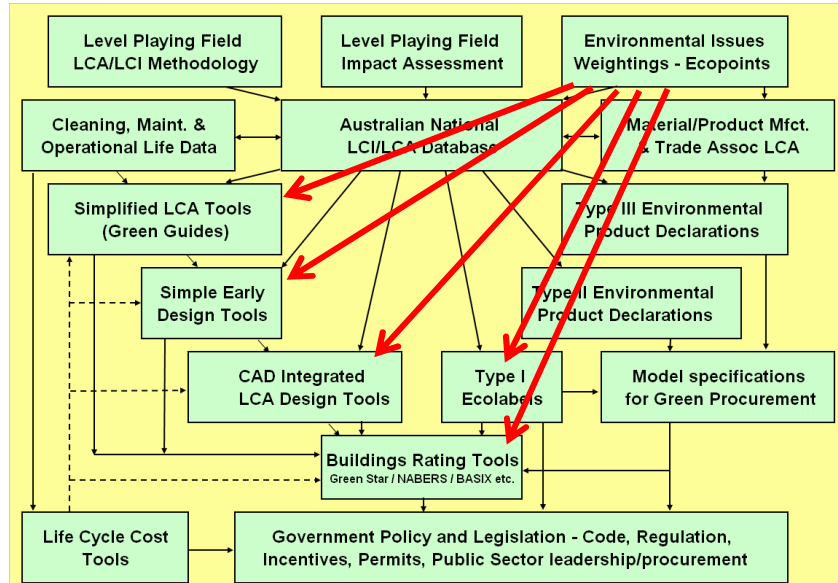 Level Playing Field
LCA/LCI Methodology
Level Playing Field
Impact Assessment
Environmental Issues
Weightings - Ecopoints
Cleaning, Maint. &
Operational Life Data
Australian National
LCI/LCA Database
Material/Product Mfct.
& Trade Assoc LCA
Simplified LCA Tools
(Green Guides)
Type III Environmental
Product Declarations
Simple Early
Design Tools
Type II Environmental
Product Declarations
CAD Integrated
LCA Design Tools
Type I
Ecolabels
Model specifications
for Green Procurement
Buildings Rating Tools
Green Star / NABERS / BASIX etc.
Life Cycle Cost
Tools
Government Policy and Legislation - Code, Regulation,
Incentives, Permits, Public Sector leadership/procurement